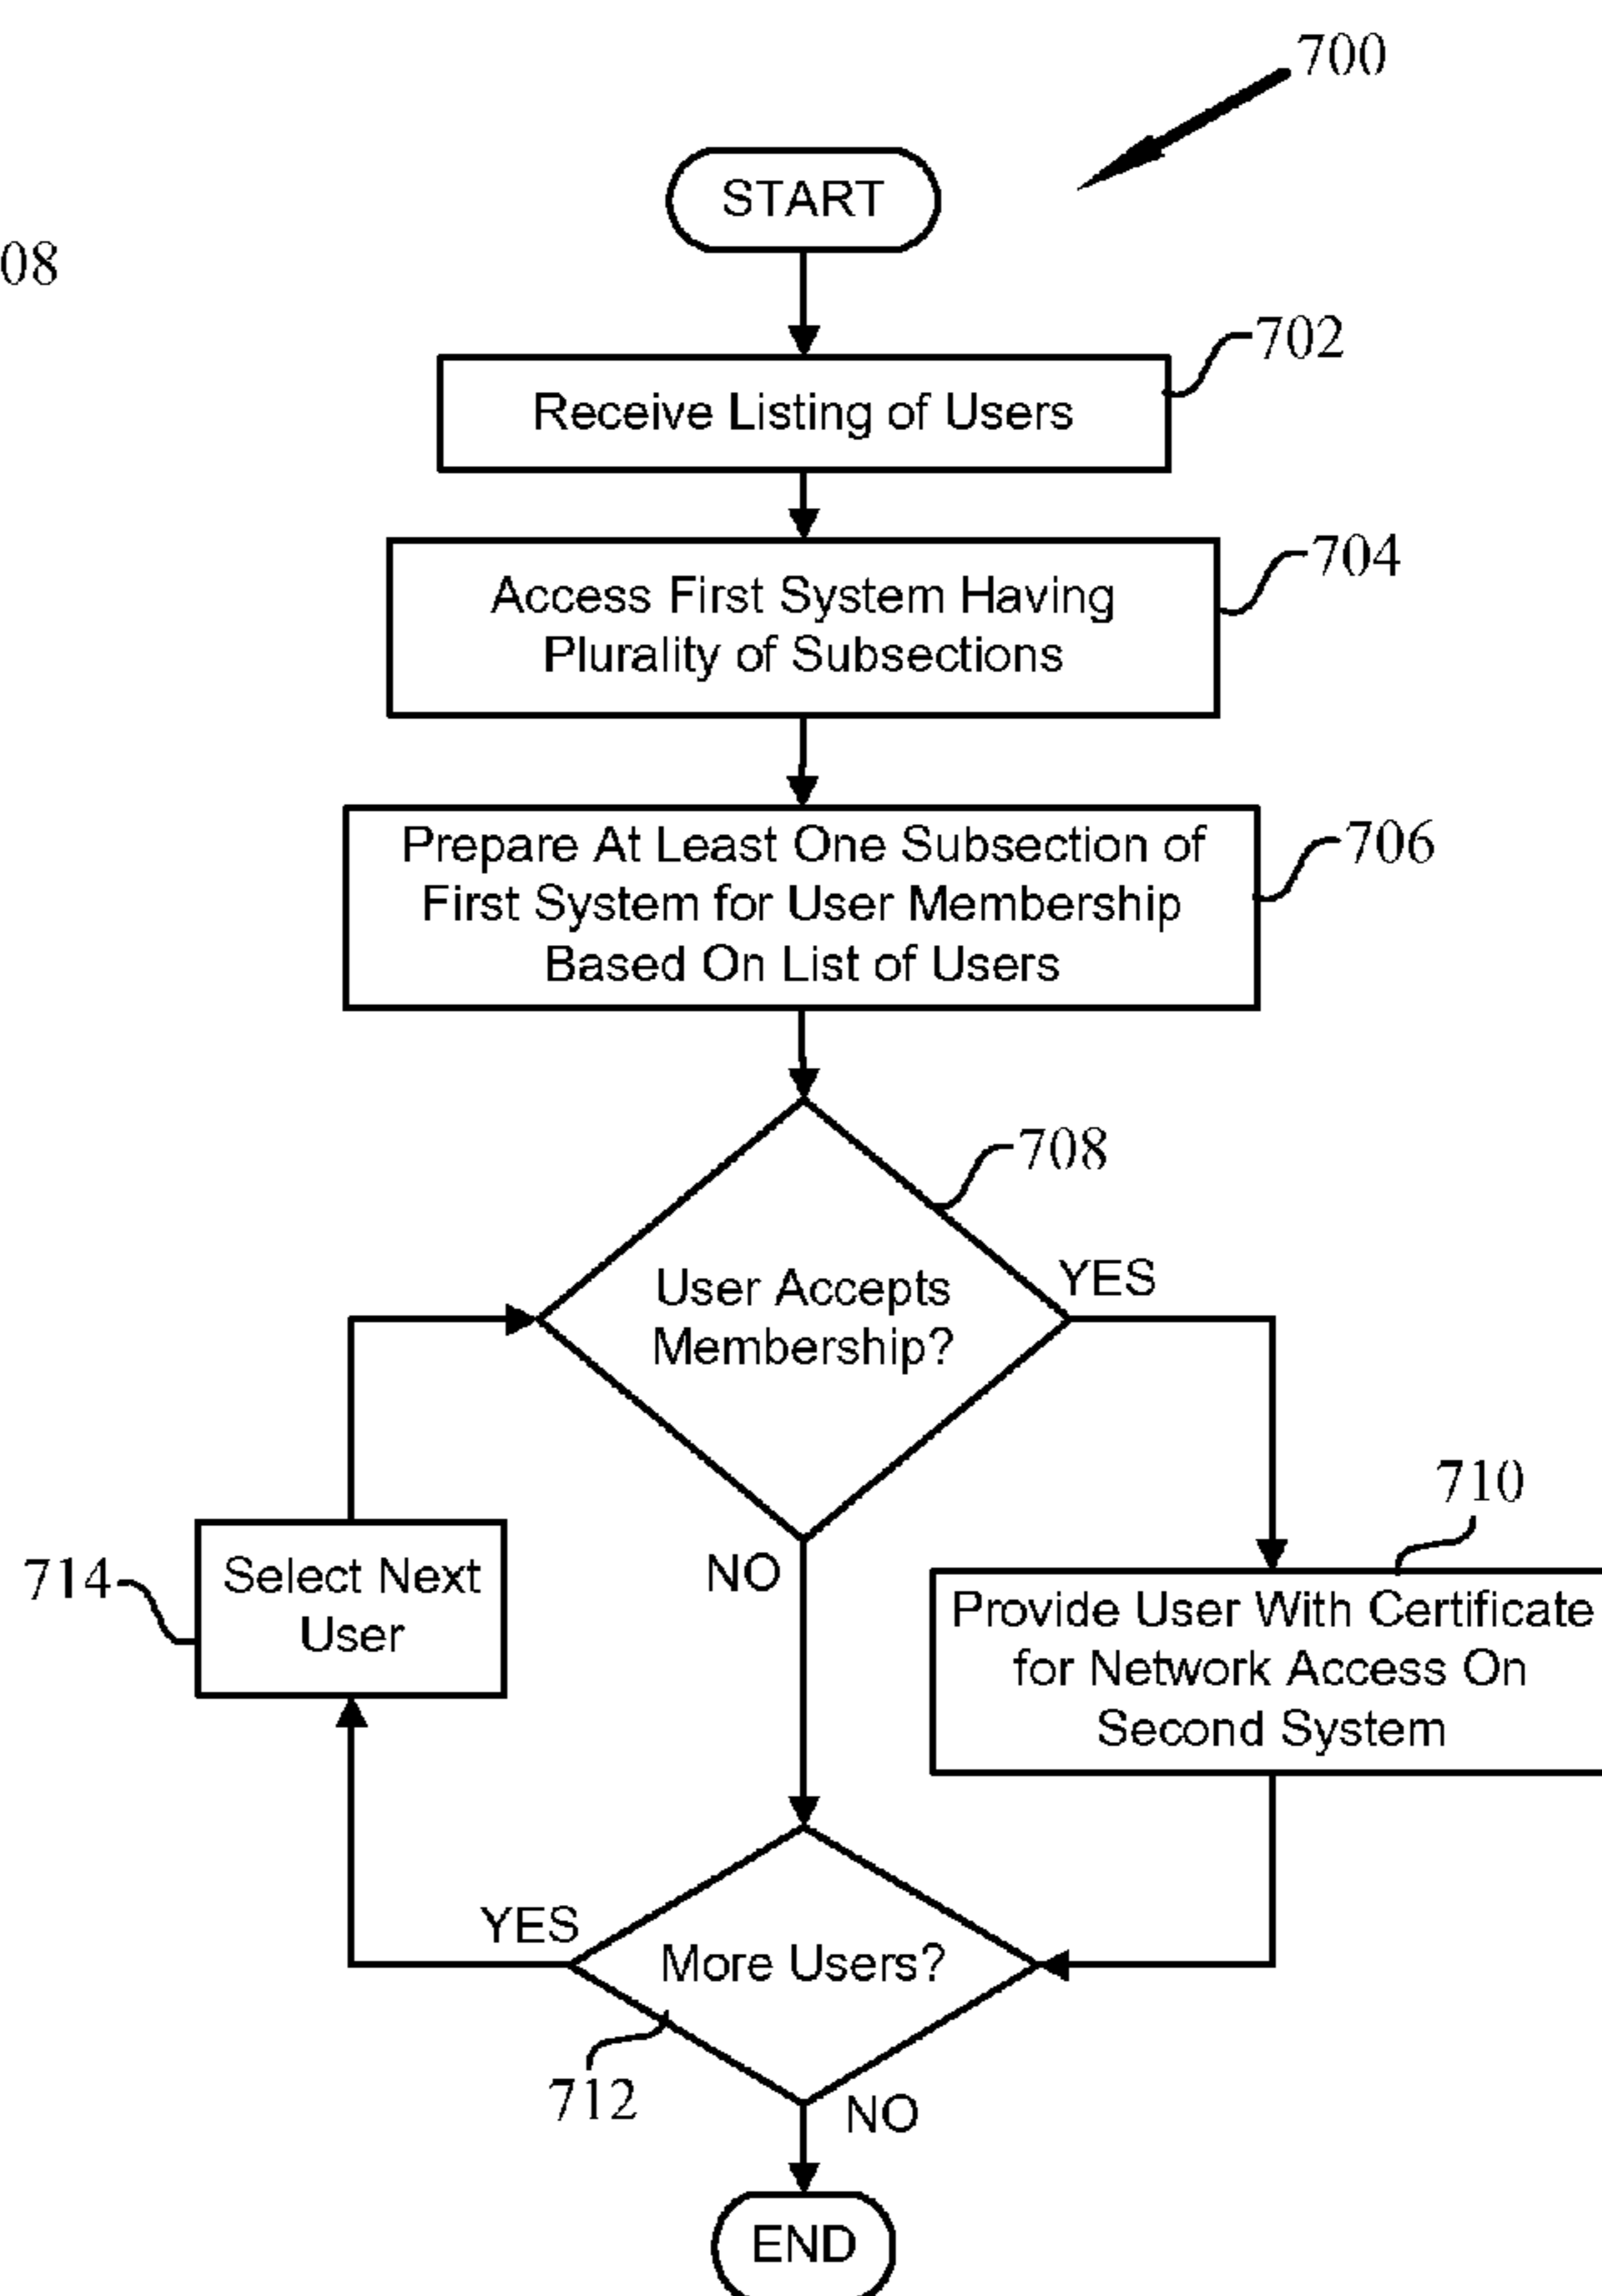 700
START
08
702
Receive Listing of Users
704
Access First System Having
Plurality of Subsections
706
Prepare At Least One Subsection of
First System for User Membership
Based On List of Users
708
User Accepts
Membership?
YES
NO
710
Provide User With Certificate
for Network Access On
Second System
714
Select Next
User
YES
More Users?
712
NO
END